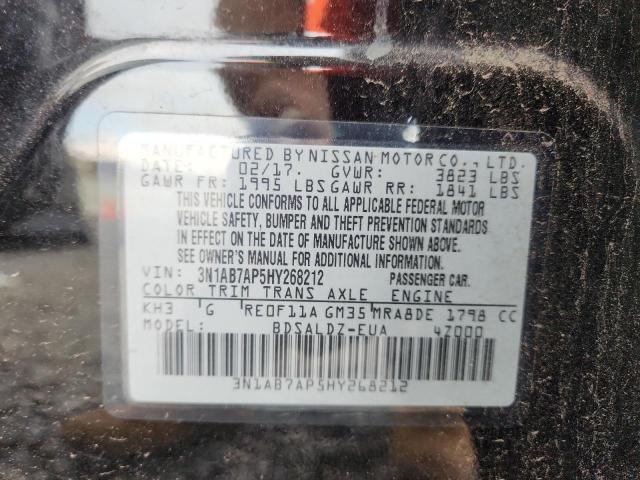 MANUFACTURED BY NISSAN MOTOR CO., LTD.
DATE: 02/17. GVWR: 3823 LBS
GAWR FR: 1995 LBS GAWR RR: 1841 LBS
THIS VEHICLE CONFORMS TO ALL APPLICABLE FEDERAL MOTOR
VEHICLE SAFETY, BUMPER AND THEFT PREVENTION STANDARDS
IN EFFECT ON THE DATE OF MANUFACTURE SHOWN ABOVE.
SEE OWNER'S MANUAL FOR ADDITIONAL INFORMATION.
VIN: 3N1AB7AP5HY268212 PASSENGER CAR.
COLOR TRIM TRANS AXLE ENGINE
KH3 G RE0F11A GM35 MRA8DE 1798 CC
MODEL: BDSALDZ-EUA 4Z000
3N1AB7AP5HY268212